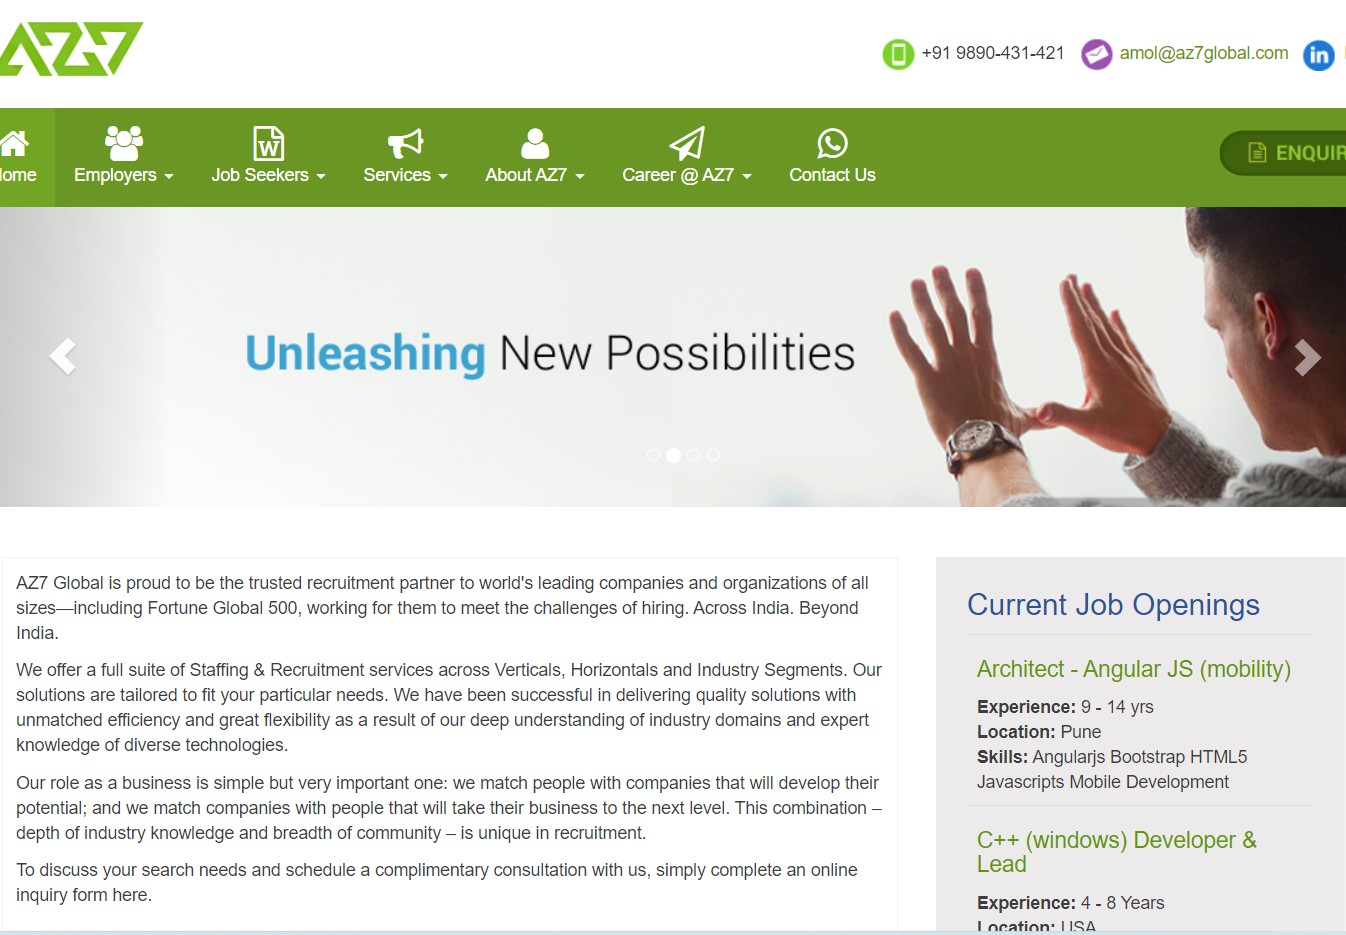 AZ7
+91 9890-431-421
amol@az7global.com
in
ome
Employers
Job Seekers
Services
About AZ7
Career @ AZ7
Contact Us
ENQUIR
Unleashing New Possibilities
AZ7 Global is proud to be the trusted recruitment partner to world's leading companies and organizations of all
sizes—including Fortune Global 500, working for them to meet the challenges of hiring. Across India. Beyond
India.
We offer a full suite of Staffing & Recruitment services across Verticals, Horizontals and Industry Segments. Our
solutions are tailored to fit your particular needs. We have been successful in delivering quality solutions with
unmatched efficiency and great flexibility as a result of our deep understanding of industry domains and expert
knowledge of diverse technologies.
Our role as a business is simple but very important one: we match people with companies that will develop their
potential; and we match companies with people that will take their business to the next level. This combination –
depth of industry knowledge and breadth of community – is unique in recruitment.
To discuss your search needs and schedule a complimentary consultation with us, simply complete an online
inquiry form here.
Current Job Openings
Architect - Angular JS (mobility)
Experience: 9 - 14 yrs
Location: Pune
Skills: Angularjs Bootstrap HTML5
Javascripts Mobile Development
C++ (windows) Developer &
Lead
Experience: 4 - 8 Years
Location: USA